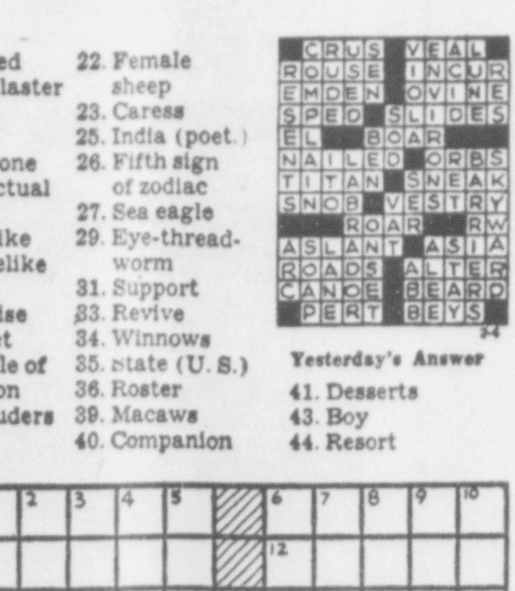 ed
laster
one
ctual
ike
elike
ise
et
le of
on
uders
22. Female
sheep
23. Caress
25. India (poet.)
26. Fifth sign
of zodiac
27. Sea eagle
29. Eye-thread-
worm
31. Support
33. Revive
34. Winnows
35. State (U. S.)
36. Roster
39. Macaws
40. Companion
CRUS VEAL
ROUSE INCUR
EMDEN OVINE
SPED SLIDES
EL BOAR
NAILED ORBS
TITAN SNEAK
SNOB VESTRY
ROAR RW
ASLANT ASIA
ROADS ALTER
CANOE BEARD
PERT BEYS
3-4
Yesterday's Answer
41. Desserts
43. Boy
44. Resort
2 3 4 5 6 7 8 9 10
12